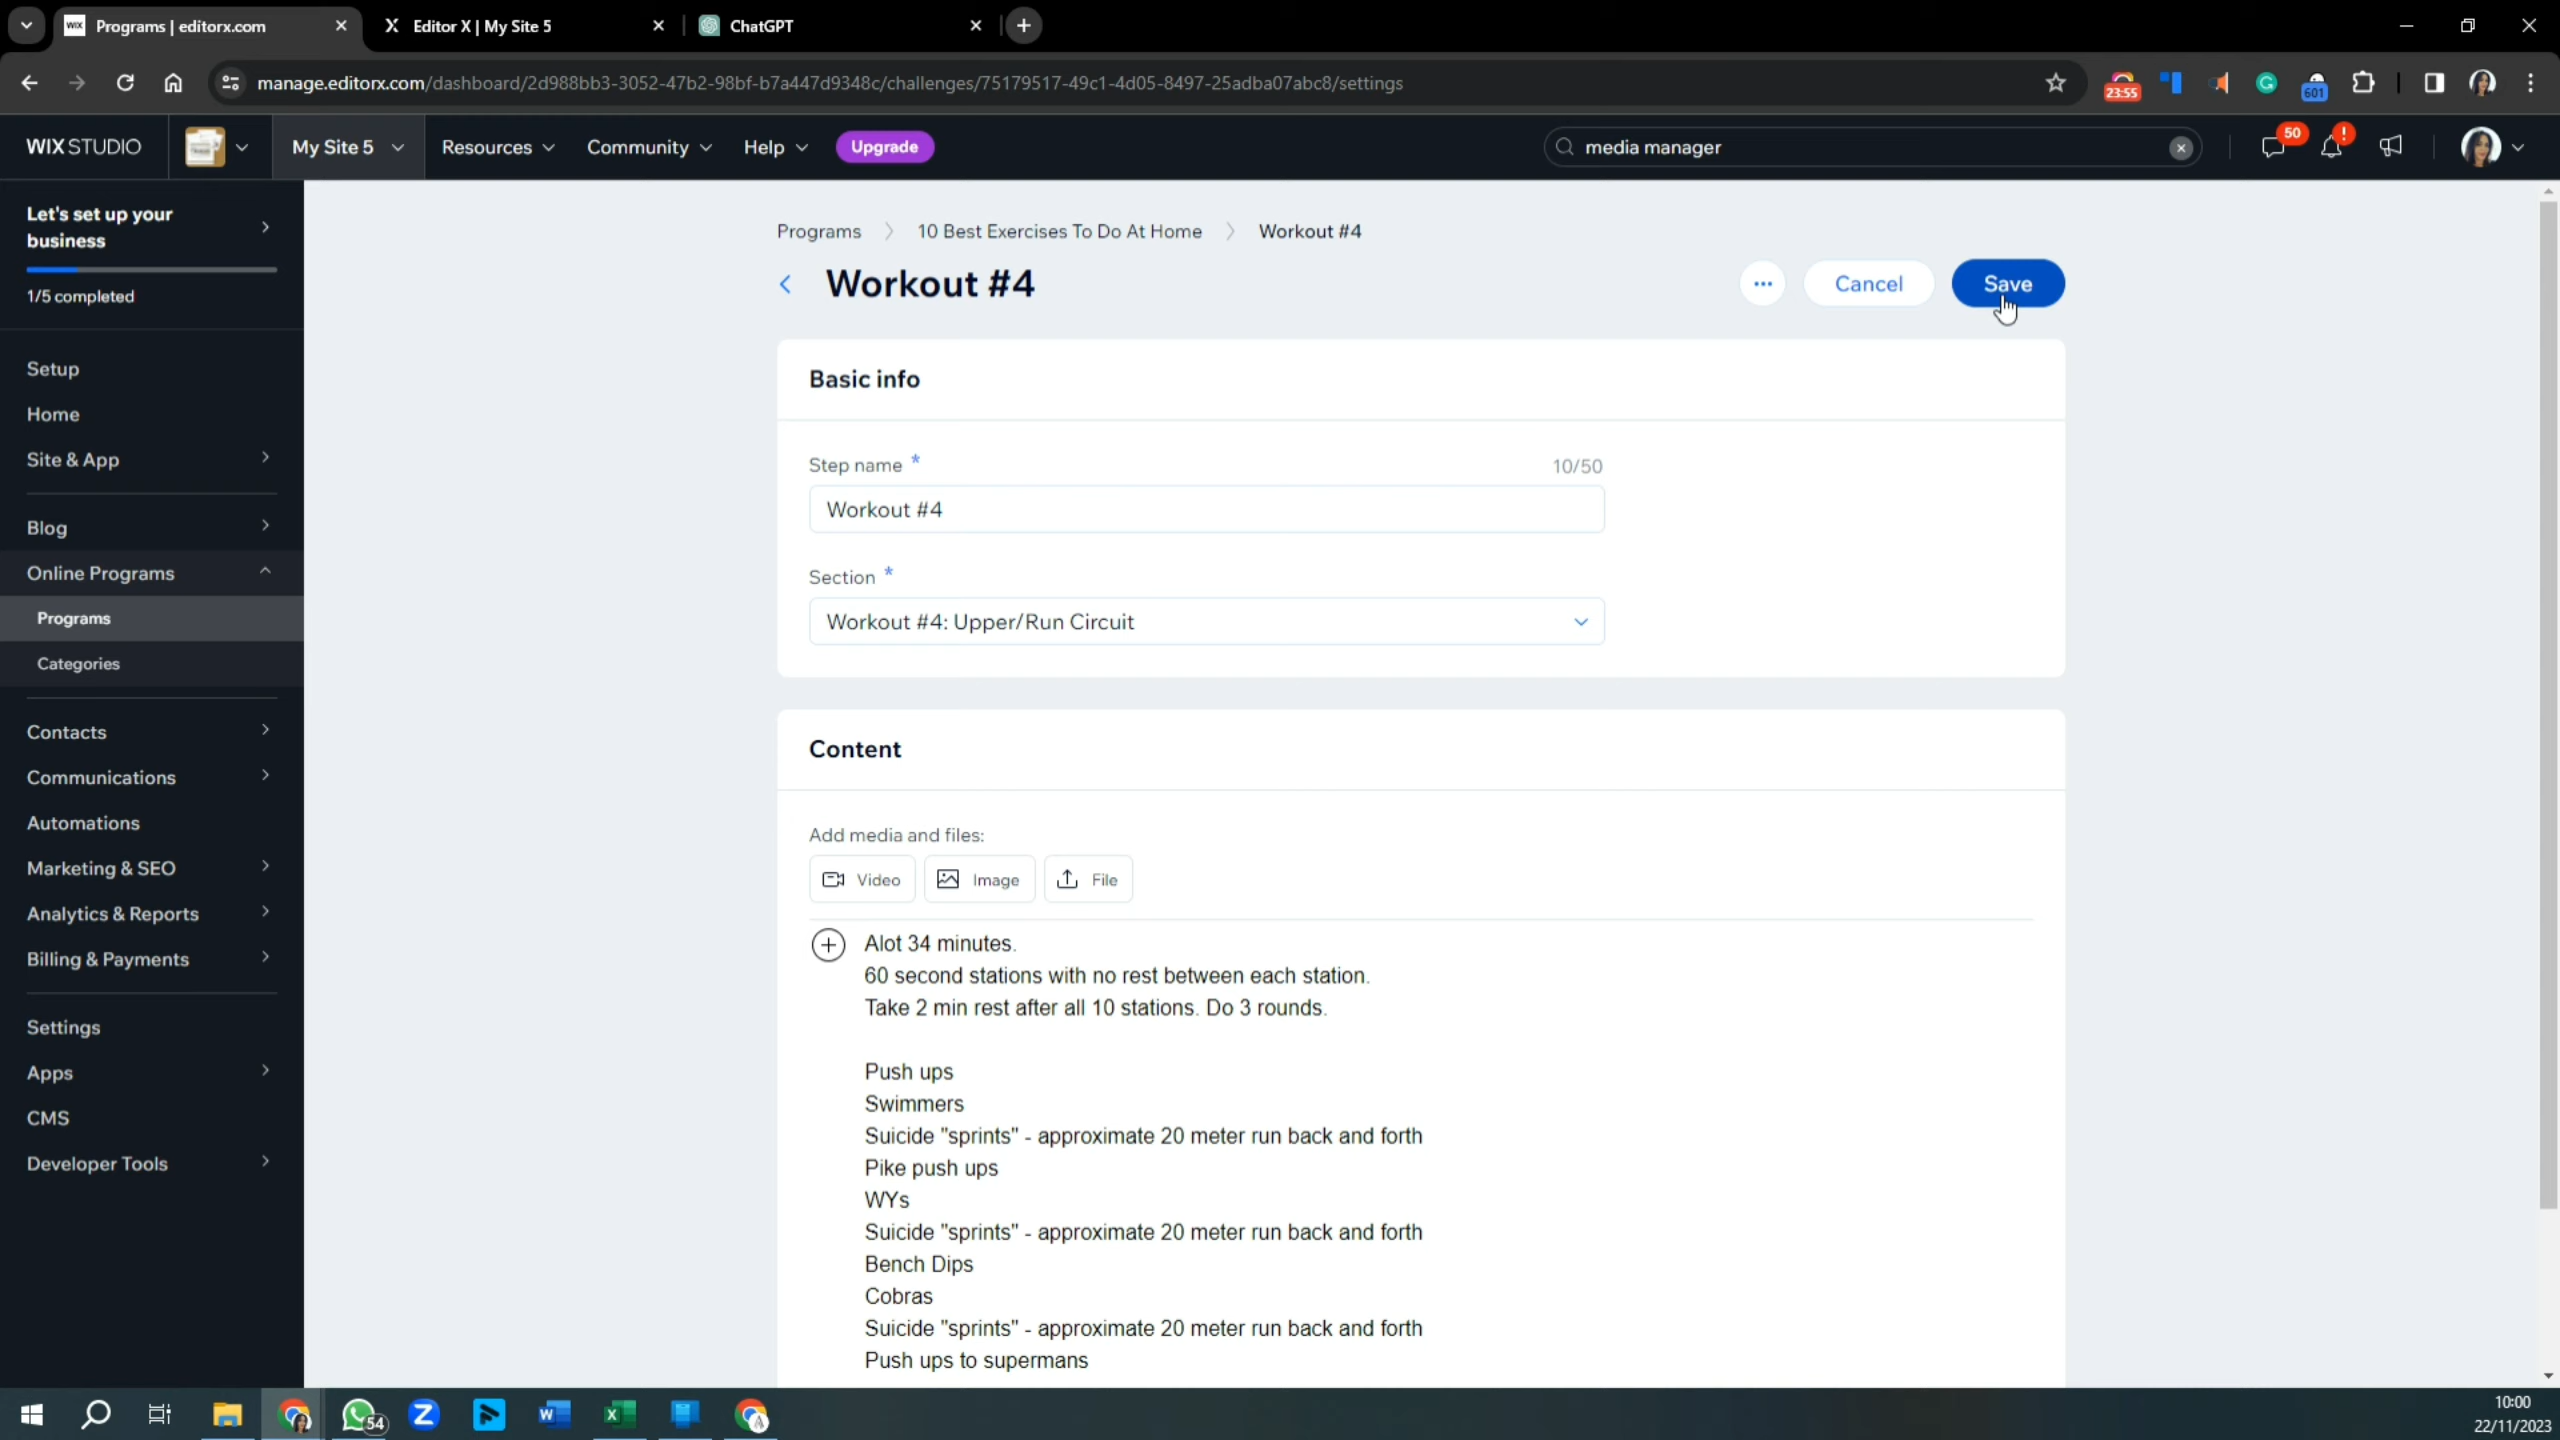 Programs | editorx.com
Editor X | My Site 5
ChatGPT
manage.editorx.com/dashboard/2d988bb3-3052-47b2-98bf-b7a447d9348c/challenges/75179517-49c1-4d05-8497-25adba07abc8/settings
23:55
601
WIX STUDIO
My Site 5
Resources
Community
Help
Upgrade
media manager
50
Let's set up your
business
1/5 completed
Setup
Home
Site & App
Blog
Online Programs
Programs
Categories
Contacts
Communications
Automations
Marketing & SEO
Analytics & Reports
Billing & Payments
Settings
Apps
CMS
Developer Tools
Programs
10 Best Exercises To Do At Home
Workout #4
Workout #4
Cancel
Save
Basic info
Step name *
10/50
Workout #4
Section *
Workout #4: Upper/Run Circuit
Content
Add media and files:
Video
Image
File
Alot 34 minutes.
60 second stations with no rest between each station.
Take 2 min rest after all 10 stations. Do 3 rounds.
Push ups
Swimmers
Suicide "sprints" - approximate 20 meter run back and forth
Pike push ups
WYs
Suicide "sprints" - approximate 20 meter run back and forth
Bench Dips
Cobras
Suicide "sprints" - approximate 20 meter run back and forth
Push ups to supermans
54
10:00
22/11/2023